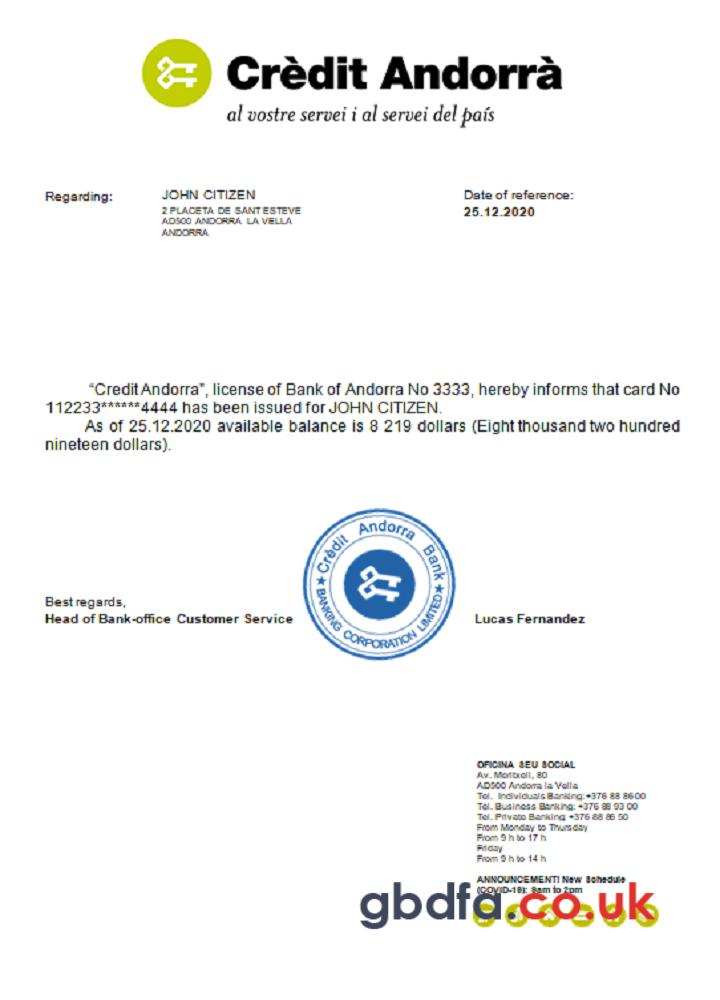 Crèdit Andorrà
al vostre servei i al servei del país
Regarding:
JOHN CITIZEN
2 PLACETA DE SANT ESTEVE
AD500 ANDORRA LA VELLA
ANDORRA
Date of reference:
25.12.2020
“Credit Andorra”, license of Bank of Andorra No 3333, hereby informs that card No
112233******4444 has been issued for JOHN CITIZEN.
As of 25.12.2020 available balance is 8 219 dollars (Eight thousand two hundred
nineteen dollars).
Crèdit Andorra Bank
BANKING CORPORATION LIMITED
Best regards,
Head of Bank-office Customer Service
Lucas Fernandez
OFICINA SEU SOCIAL
Av. Meritxell, 80
AD500 Andorra la Vella
Tel. Individuals Banking: +376 88 86 00
Tel. Business Banking: +376 88 93 00
Tel. Private Banking +376 88 86 50
From Monday to Thursday
From 9 h to 17 h
Friday
From 9 h to 14 h
ANNOUNCEMENT! New Schedule
(COVID-19): 9am to 2pm
gbdfa.co.uk